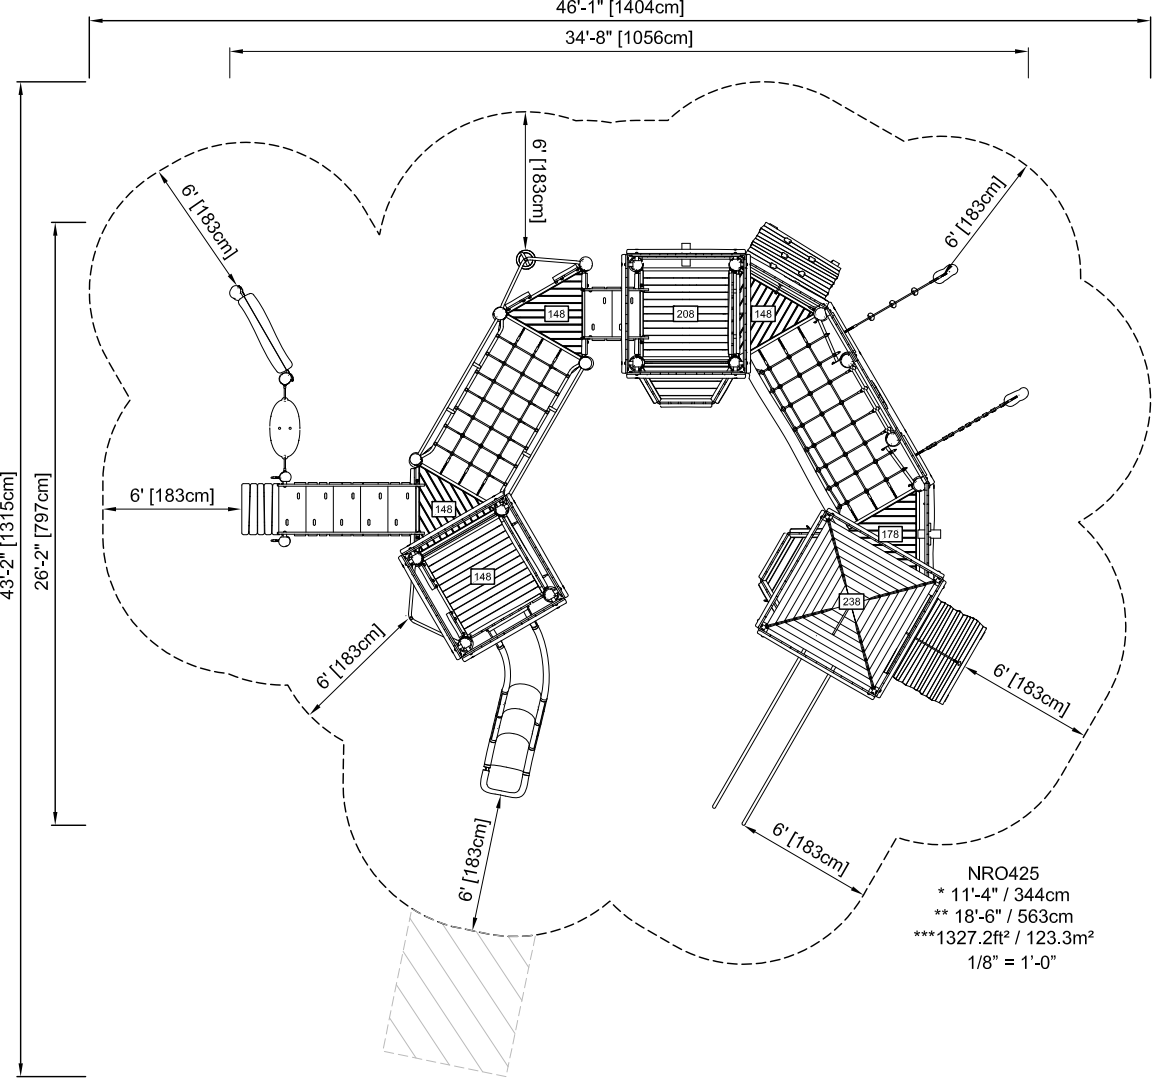 46'-1" [1404cm]
34'-8" [1056cm]
6' [183cm]
6' [183cm]
6' [183cm]
148
208
148
43'-2" [1315cm]
26'-2" [797cm]
6' [183cm]
148
178
148
238
6' [183cm]
6' [183cm]
6' [183cm]
6' [183cm]
NRO425
* 11'-4" / 344cm
** 18'-6" / 563cm
***1327.2ft² / 123.3m²
1/8” = 1'-0”